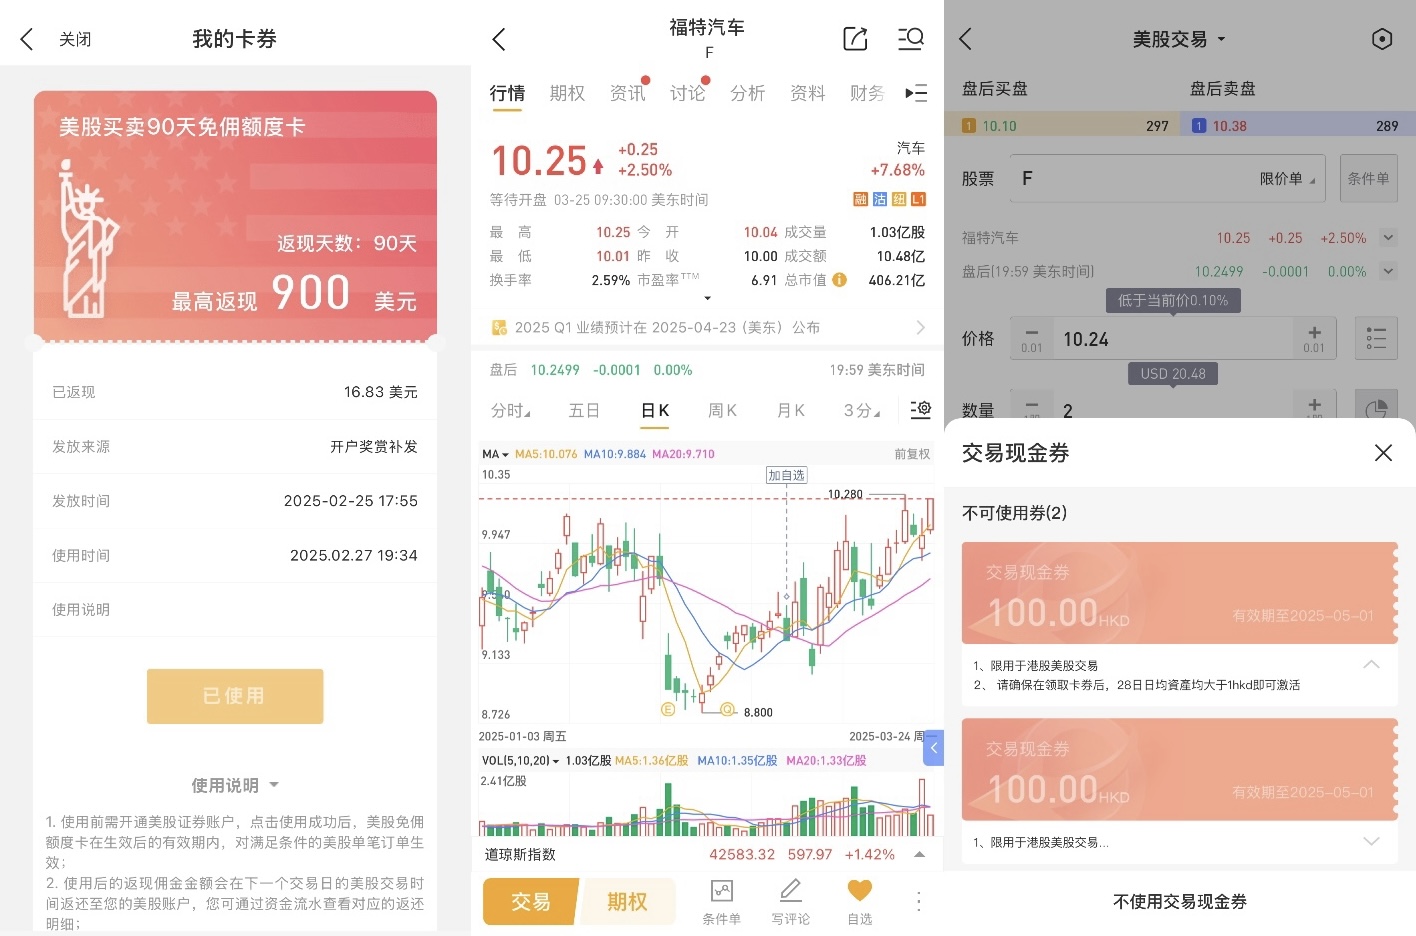 关闭
我的卡券
美股买卖90天免佣额度卡
返现天数：90天
最高返现 900 美元
已返现 16.83 美元
发放来源 开户奖赏补发
发放时间 2025-02-25 17:55
使用时间 2025.02.27 19:34
使用说明
已使用
使用说明
1. 使用前需开通美股证券账户，点击使用成功后，美股免佣
额度卡在生效后的有效期内，对满足条件的美股单笔订单生
效；
2. 使用后的返现佣金金额会在下一个交易日的美股交易时
间返还至您的美股账户，您可通过资金流水查看对应的返还
明细；
福特汽车
F
行情 期权 资讯 讨论 分析 资料 财务
10.25 +0.25 汽车
+2.50% +7.68%
等待开盘 03-25 09:30:00 美东时间 融 沽 纽 L1
最 高 10.25 今 开 10.04 成交量 1.03亿股
最 低 10.01 昨 收 10.00 成交额 10.48亿
换手率 2.59% 市盈率TTM 6.91 总市值 406.21亿
2025 Q1 业绩预计在 2025-04-23 (美东) 公布
盘后 10.2499 -0.0001 0.00% 19:59 美东时间
分时 五日 日K 周K 月K 3分
MA MA5:10.076 MA10:9.884 MA20:9.710 前复权
10.35
加自选
10.280
9.947
9.133
E Q 8.800
8.726
2025-01-03 周五 2025-03-24 周一
VOL(5,10,20) 1.03亿股 MA5:1.36亿股 MA10:1.35亿股 MA20:1.33亿股
2.41亿股
道琼斯指数 42583.32 597.97 +1.42%
交易 期权 条件单 写评论 自选
美股交易
盘后买盘 盘后卖盘
1 10.10 297 1 10.38 289
股票 F 限价单 条件单
福特汽车 10.25 +0.25 +2.50%
盘后(19:59 美东时间) 10.2499 -0.0001 0.00%
低于当前价0.10%
价格 0.01 10.24 0.01
USD 20.48
数量 2
交易现金券
不可使用券(2)
交易现金券
100.00HKD 有效期至2025-05-01
1、限用于港股美股交易
2、 请确保在领取卡券后，28日日均資產均大于1hkd即可激活
交易现金券
100.00HKD 有效期至2025-05-01
1、限用于港股美股交易...
不使用交易现金券